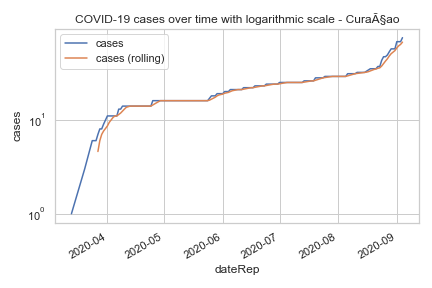 COVID-19 cases over time with logarithmic scale - CuraÃ§ao
cases
cases (rolling)
10¹
10⁰
cases
2020-04
2020-05
2020-06
2020-07
2020-08
2020-09
dateRep